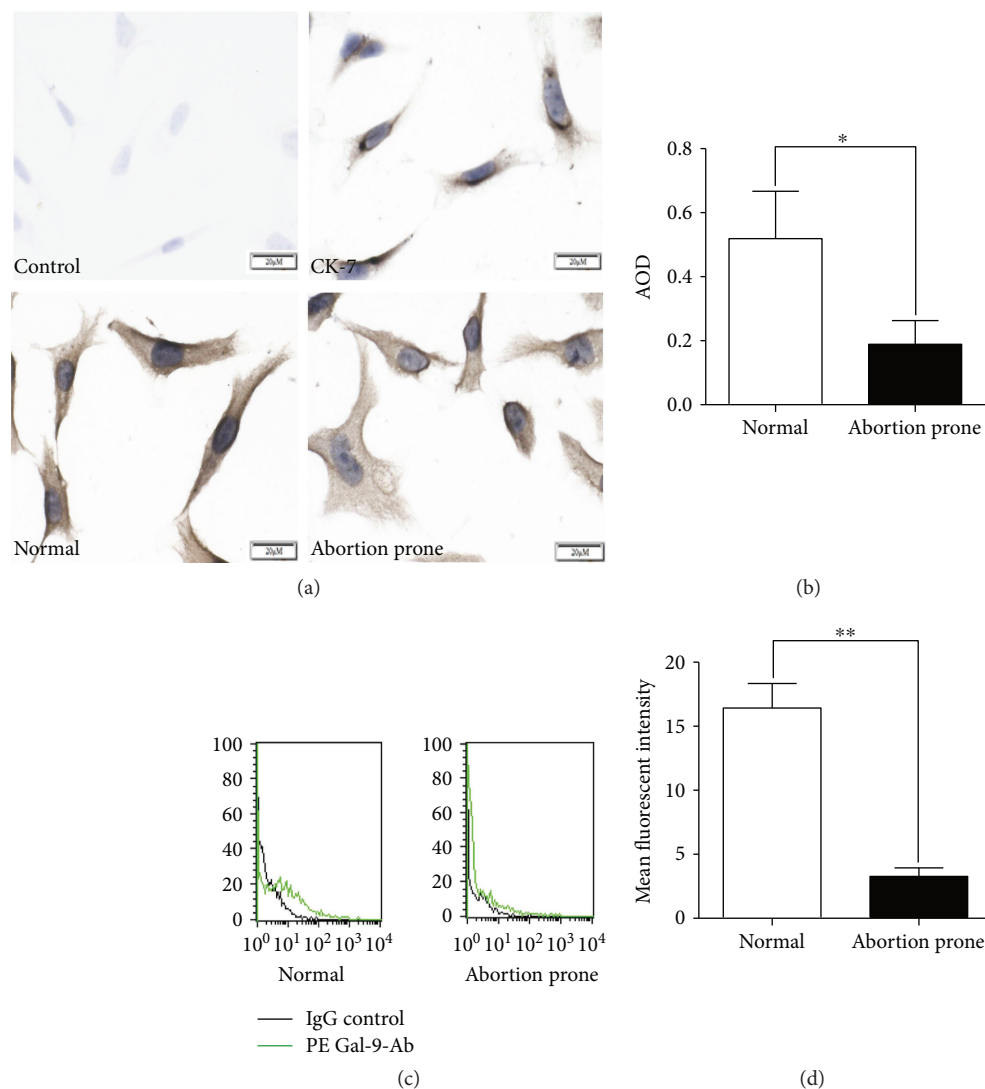 Control
20µM
CK-7
20µM
Normal
20µM
Abortion prone
20µM
(a)
*
0.8
0.6
0.4
0.2
0.0
AOD
Normal
Abortion prone
(b)
100
80
60
40
20
0
10⁰ 10¹ 10² 10³ 10⁴
Normal
100
80
60
40
20
0
10⁰ 10¹ 10² 10³ 10⁴
Abortion prone
IgG control
PE Gal-9-Ab
(c)
**
20
15
10
5
0
Mean fluorescent intensity
Normal
Abortion prone
(d)